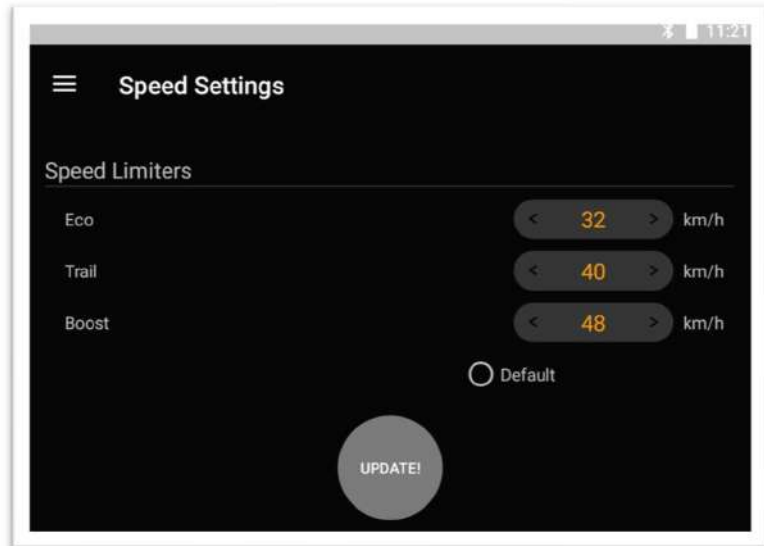 11:21
Speed Settings
Speed Limiters
Eco < 32 > km/h
Trail < 40 > km/h
Boost < 48 > km/h
Default
UPDATE!